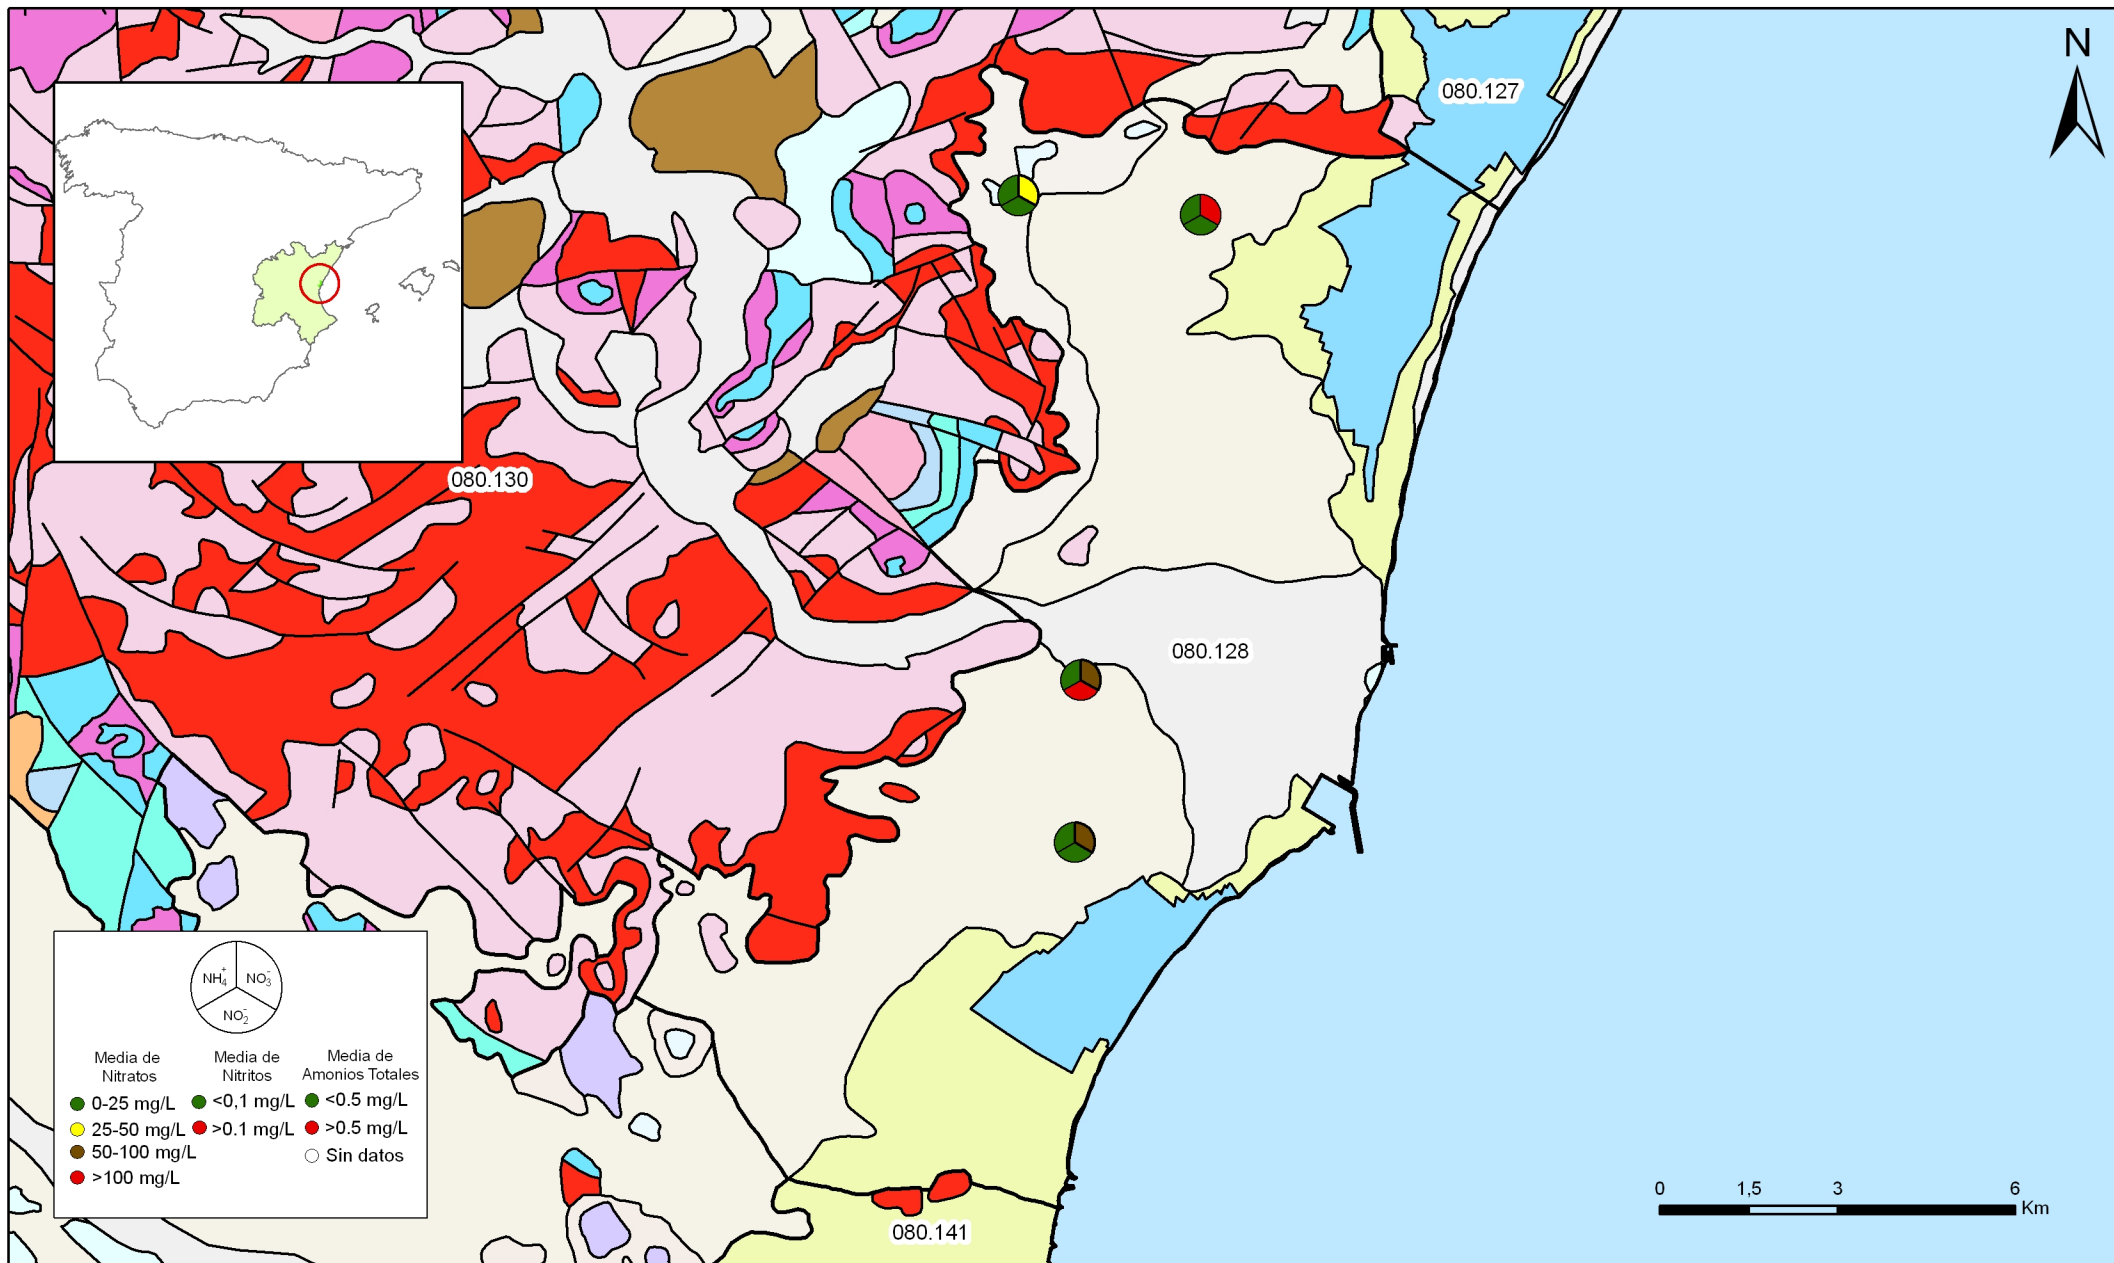 N
080.127
080.130
080.128
NH₄⁺ NO₃⁻
NO₂⁻
Media de Nitratos
0-25 mg/L
25-50 mg/L
50-100 mg/L
>100 mg/L
Media de Nitritos
<0,1 mg/L
>0.1 mg/L
Media de Amonios Totales
<0.5 mg/L
>0.5 mg/L
Sin datos
0 1,5 3 6
Km
080.141